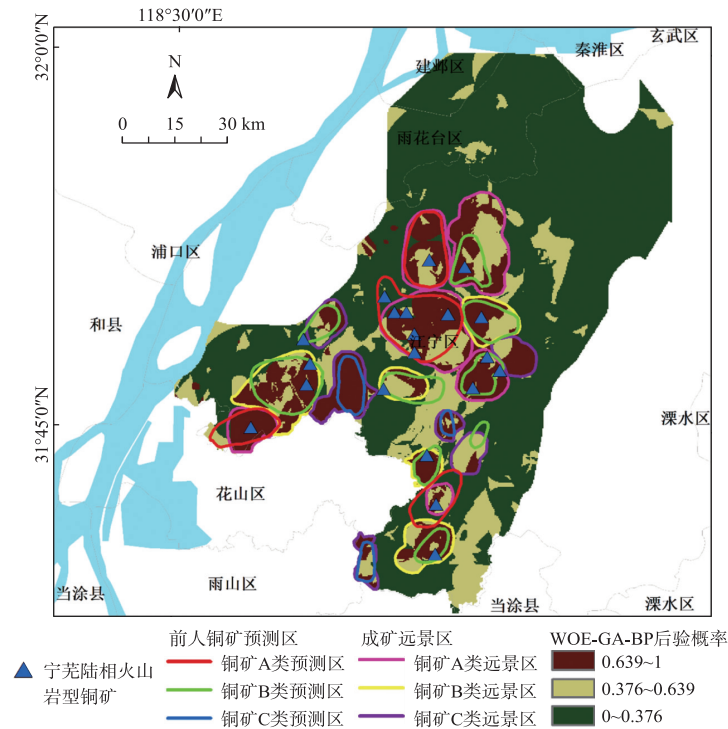 118°30′0″E
32°0′0″N
N
0 15 30 km
玄武区
秦淮区
建邺区
雨花台区
浦口区
和县
江宁区
31°45′0″N
溧水区
花山区
雨山区
当涂县
当涂县
溧水区
前人铜矿预测区 成矿远景区 WOE-GA-BP后验概率
宁芜陆相火山 铜矿A类预测区 铜矿A类远景区 0.639~1
岩型铜矿 铜矿B类预测区 铜矿B类远景区 0.376~0.639
铜矿C类预测区 铜矿C类远景区 0~0.376